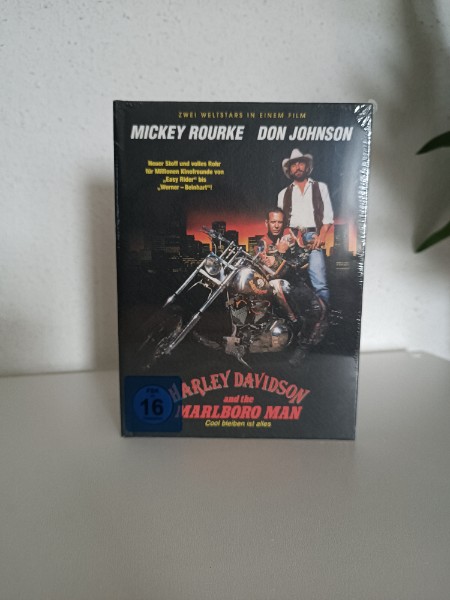 ZWEI WELTSTARS IN EINEM FILM
MICKEY ROURKE DON JOHNSON
Neuer Stoff und volles Rohr
für Millionen Kinofreunde von
„Easy Rider" bis
„Werner – Beinhart"!
HARLEY DAVIDSON
and the
MARLBORO MAN
Cool bleiben ist alles
16